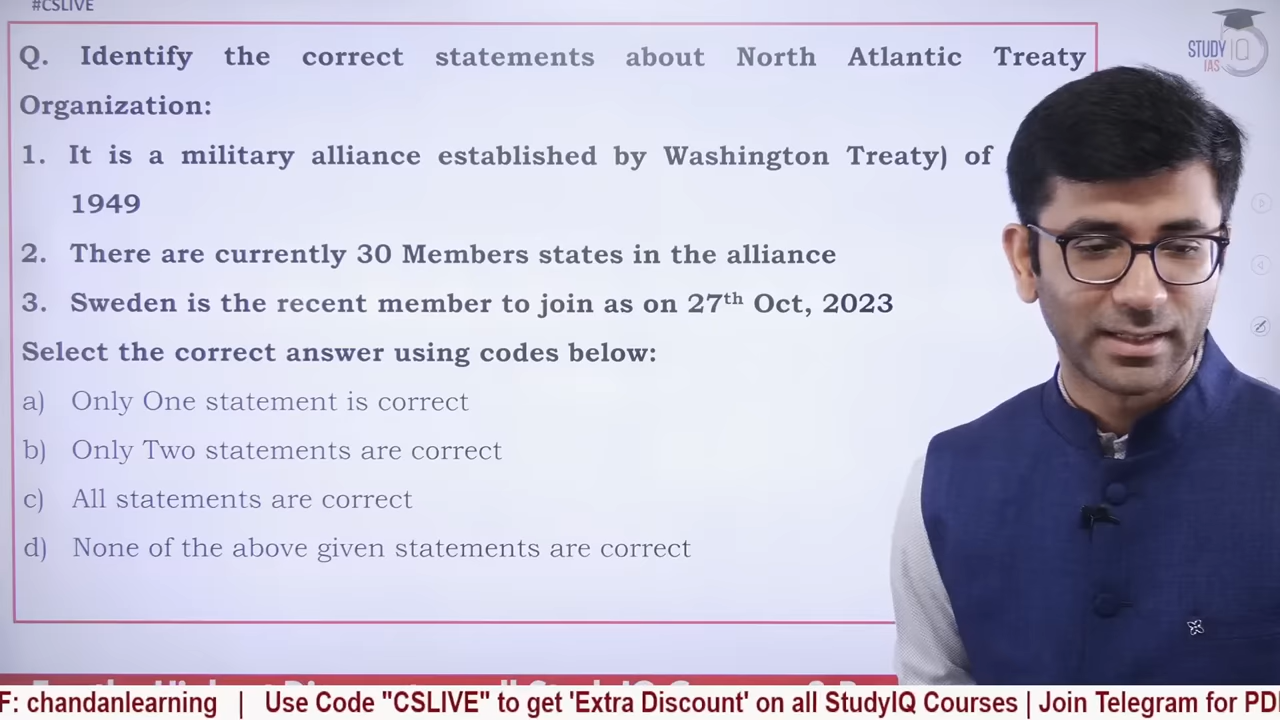 #CSLIVE
STUDY IQ
IAS
Q. Identify the correct statements about North Atlantic Treaty
Organization:
1. It is a military alliance established by Washington Treaty) of
1949
2. There are currently 30 Members states in the alliance
3. Sweden is the recent member to join as on 27th Oct, 2023
Select the correct answer using codes below:
a) Only One statement is correct
b) Only Two statements are correct
c) All statements are correct
d) None of the above given statements are correct
F: chandanlearning | Use Code "CSLIVE" to get 'Extra Discount' on all StudyIQ Courses | Join Telegram for PD